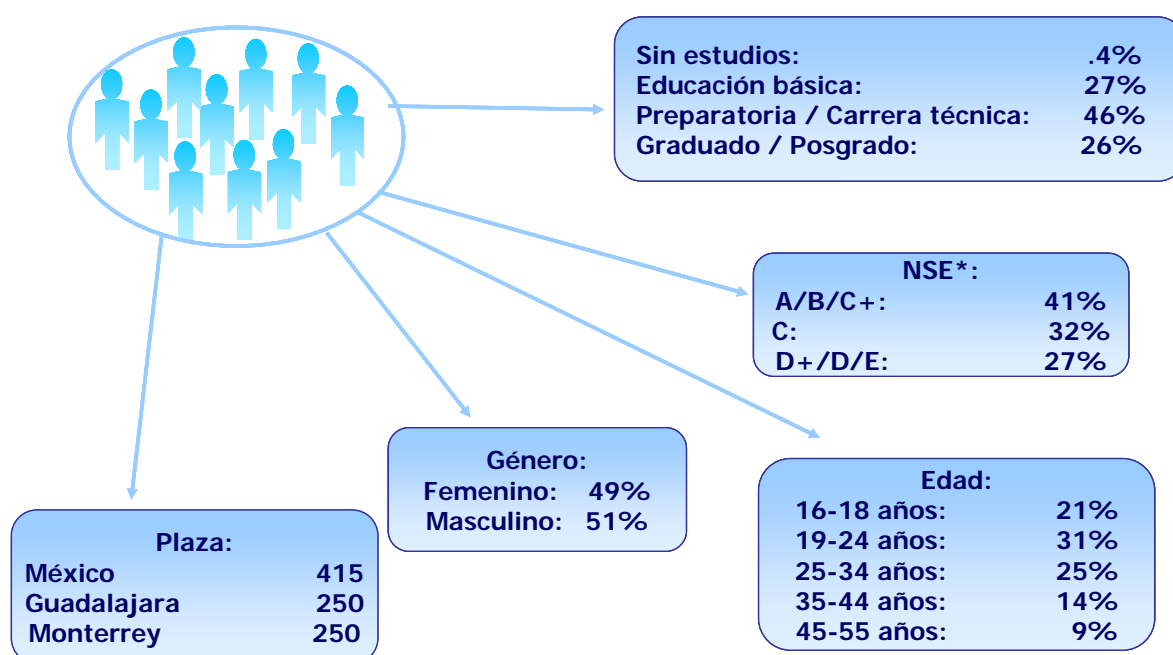 Sin estudios: .4%
Educación básica: 27%
Preparatoria / Carrera técnica: 46%
Graduado / Posgrado: 26%
NSE*:
A/B/C+: 41%
C: 32%
D+/D/E: 27%
Género:
Femenino: 49%
Masculino: 51%
Edad:
16-18 años: 21%
19-24 años: 31%
25-34 años: 25%
35-44 años: 14%
45-55 años: 9%
Plaza:
México 415
Guadalajara 250
Monterrey 250